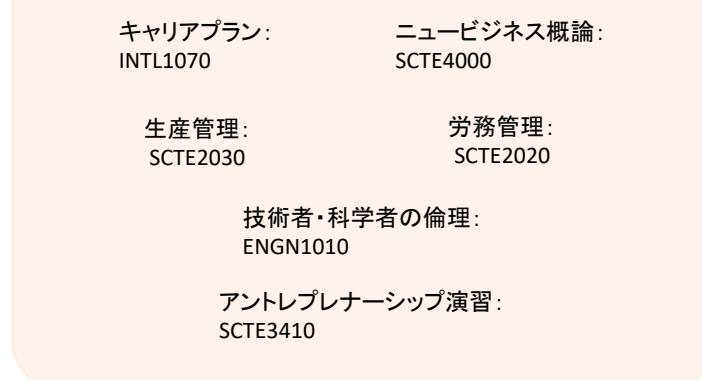 キャリアプラン:
INTL1070
ニュービジネス概論:
SCTE4000
生産管理:
SCTE2030
労務管理:
SCTE2020
技術者・科学者の倫理:
ENGN1010
アントレプレナーシップ演習:
SCTE3410